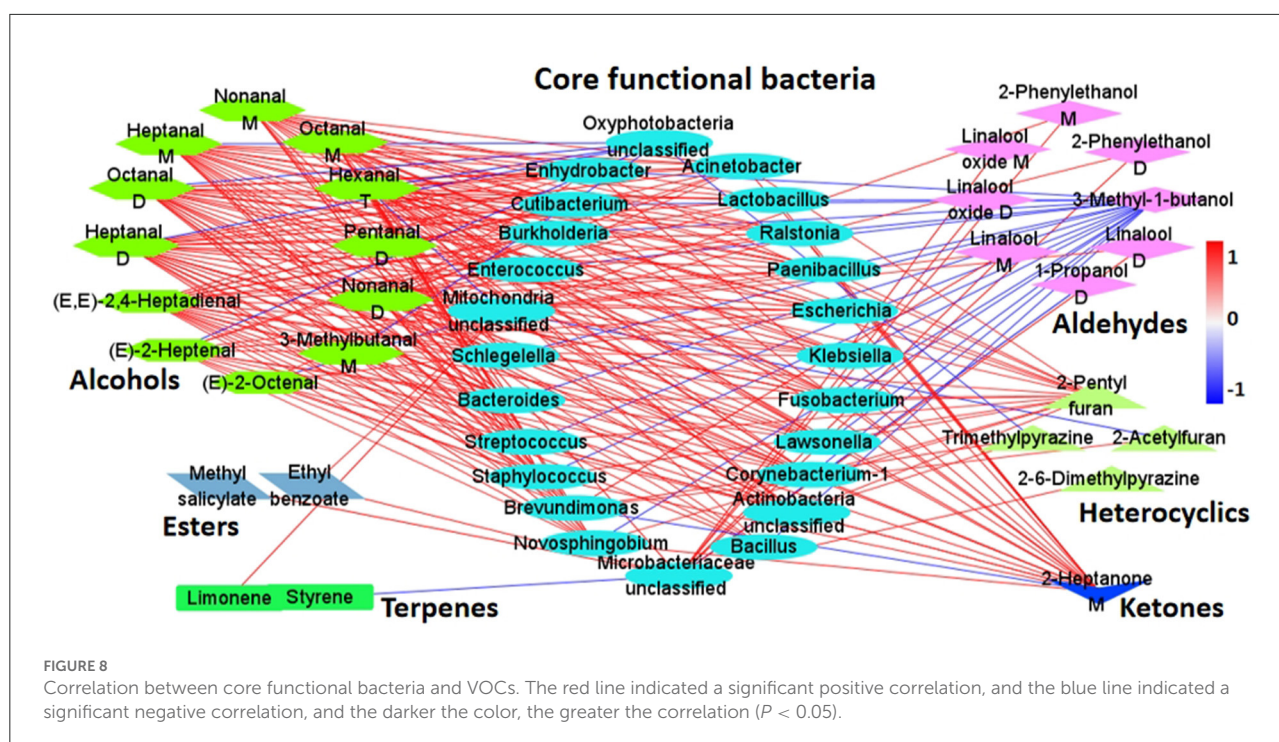 Core functional bacteria
Nonanal
M
Heptanal
M
Octanal
M
Octanal
D
Hexanal
T
Heptanal
D
Pentanal
D
(E,E)-2,4-Heptadienal
Nonanal
D
(E)-2-Heptenal
3-Methylbutanal
M
Alcohols
(E)-2-Octenal
Methyl
salicylate
Ethyl
benzoate
Esters
Limonene
Styrene
Terpenes
Oxyphotobacteria
unclassified
Enhydrobacter
Acinetobacter
Cutibacterium
Lactobacillus
Burkholderia
Ralstonia
Enterococcus
Paenibacillus
Mitochondria
unclassified
Escherichia
Schlegelella
Klebsiella
Bacteroides
Fusobacterium
Streptococcus
Lawsonella
Staphylococcus
Corynebacterium-1
Brevundimonas
Actinobacteria
unclassified
Novosphingobium
Bacillus
Microbacteriaceae
unclassified
2-Phenylethanol
M
Linalool
oxide M
2-Phenylethanol
D
Linalool
oxide D
3-Methyl-1-butanol
Linalool
M
Linalool
D
1-Propanol
D
Aldehydes
1
0
-1
2-Pentyl
furan
Trimethylpyrazine
2-Acetylfuran
2-6-Dimethylpyrazine
Heterocyclics
2-Heptanone
M
Ketones
FIGURE 8
Correlation between core functional bacteria and VOCs. The red line indicated a significant positive correlation, and the blue line indicated a
significant negative correlation, and the darker the color, the greater the correlation (P < 0.05).